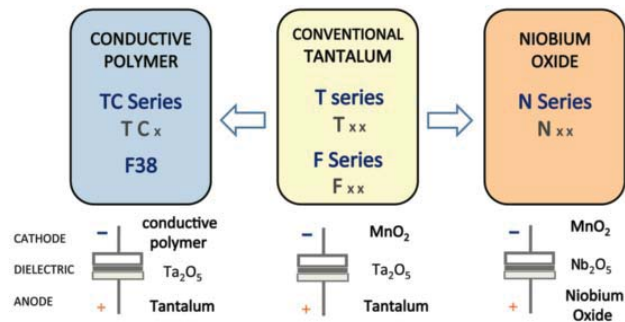 CONDUCTIVE
POLYMER
TC Series
T C x
F38
CONVENTIONAL
TANTALUM
T series
T x x
F Series
F x x
NIOBIUM
OXIDE
N Series
N x x
CATHODE
DIELECTRIC
ANODE
– conductive
polymer
Ta₂O₅
+ Tantalum
– MnO₂
Ta₂O₅
+ Tantalum
– MnO₂
Nb₂O₅
+ Niobium
Oxide